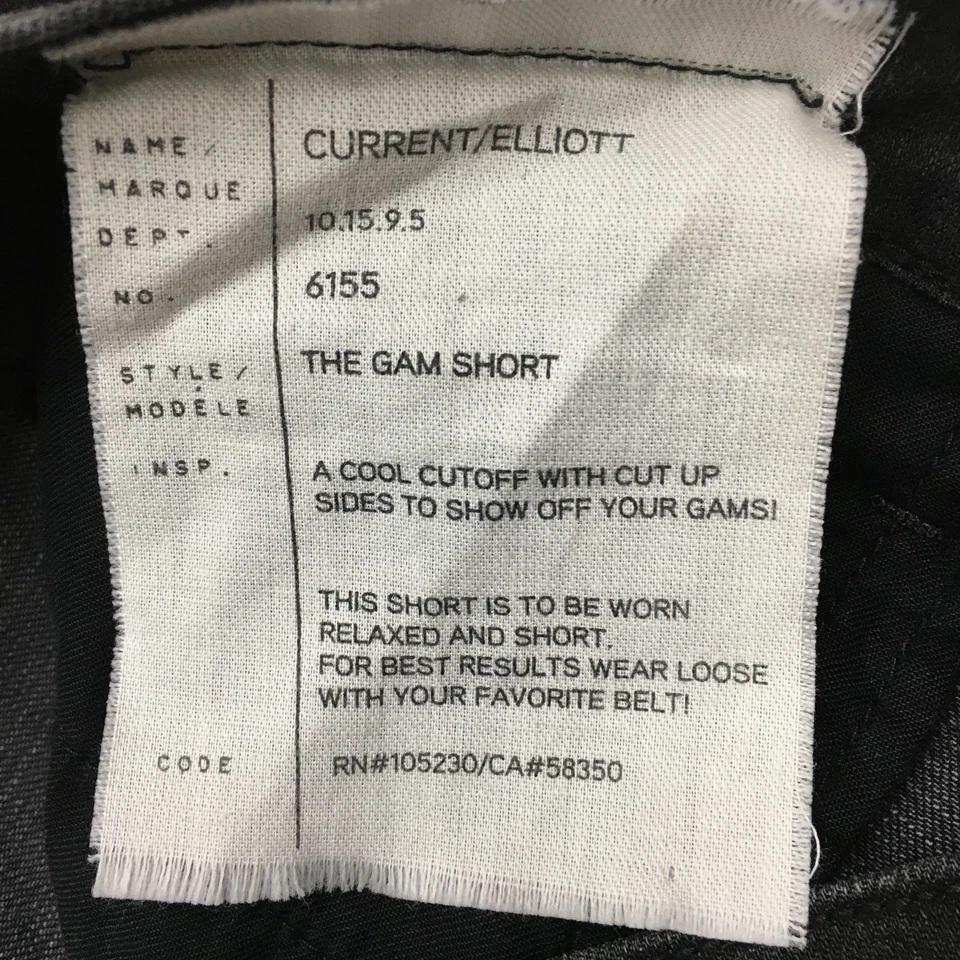 NAME/ CURRENT/ELLIOTT
MARQUE
DEPT. 10.15.9.5
NO. 6155
STYLE/ THE GAM SHORT
MODÈLE
INSP. A COOL CUTOFF WITH CUT UP
SIDES TO SHOW OFF YOUR GAMS!
THIS SHORT IS TO BE WORN
RELAXED AND SHORT.
FOR BEST RESULTS WEAR LOOSE
WITH YOUR FAVORITE BELT!
CODE RN#105230/CA#58350